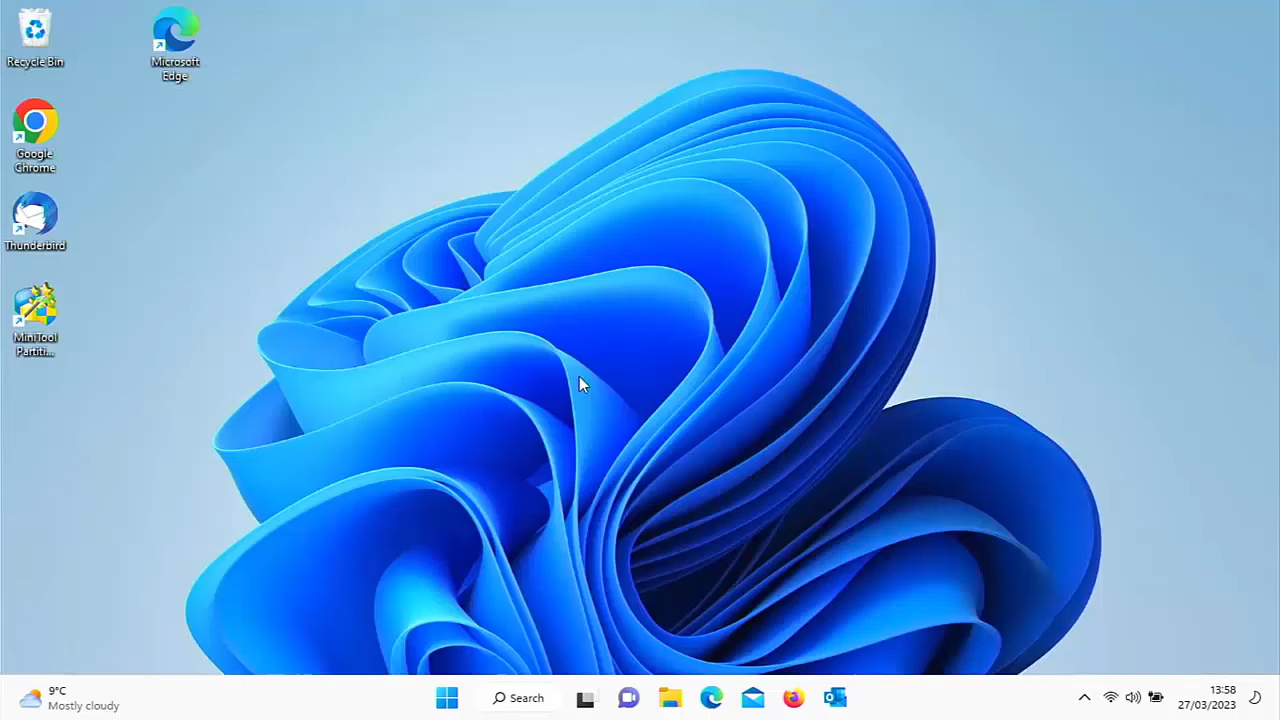 Recycle Bin
Microsoft
Edge
Google
Chrome
Thunderbird
MiniTool
Partiti...
9°C
Mostly cloudy
Search
13:58
27/03/2023